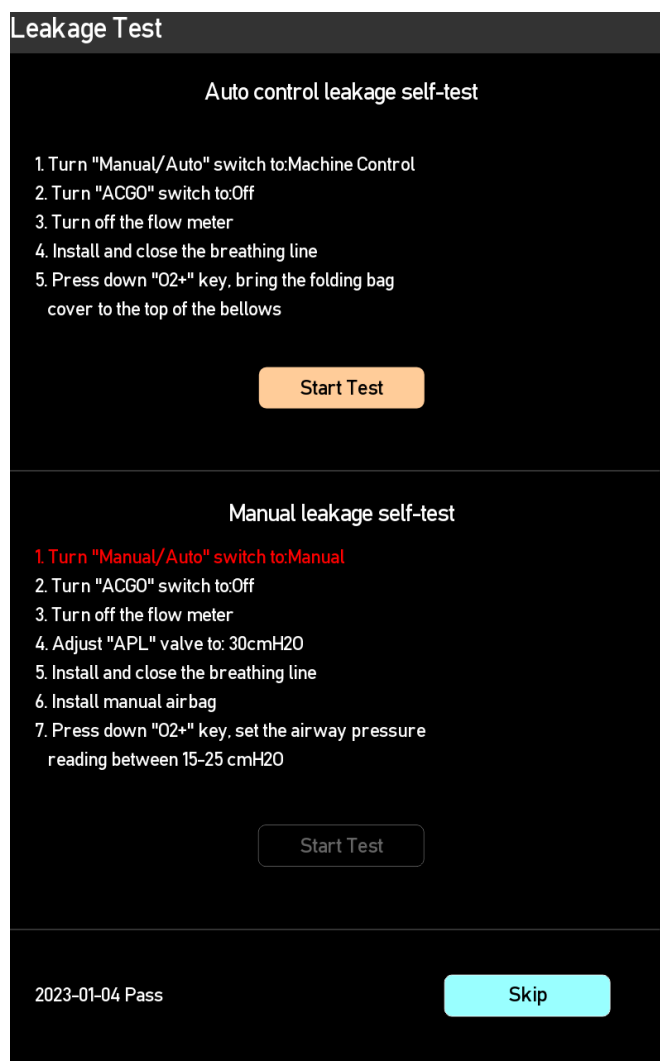 Leakage Test
Auto control leakage self-test
1. Turn "Manual/Auto" switch to:Machine Control
2. Turn "ACGO" switch to:Off
3. Turn off the flow meter
4. Install and close the breathing line
5. Press down "O2+" key, bring the folding bag
cover to the top of the bellows
Start Test
Manual leakage self-test
1. Turn "Manual/Auto" switch to:Manual
2. Turn "ACGO" switch to:Off
3. Turn off the flow meter
4. Adjust "APL" valve to: 30cmH2O
5. Install and close the breathing line
6. Install manual airbag
7. Press down "O2+" key, set the airway pressure
reading between 15-25 cmH2O
Start Test
2023-01-04 Pass
Skip